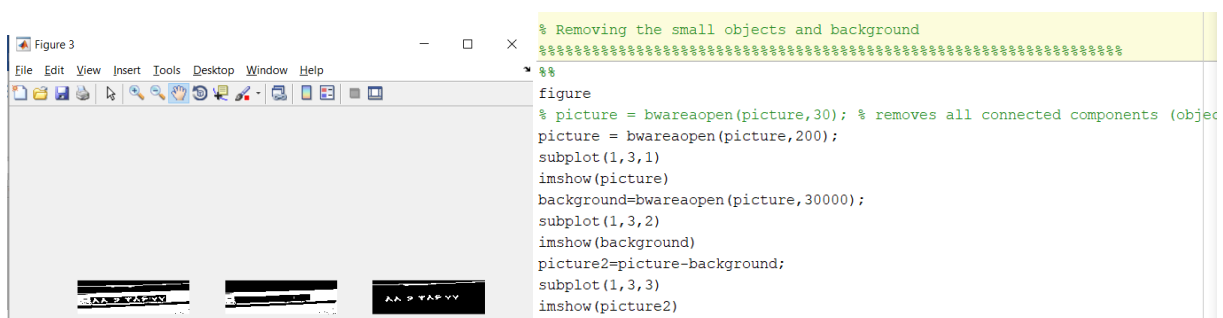 Figure 3
File Edit View Insert Tools Desktop Window Help
% Removing the small objects and background
%%%%%%%%%%%%%%%%%%%%%%%%%%%%%%%%%%%%%%%%%%%%%%%%%%%%%%%%%%%%%%%%%%
%%
figure
% picture = bwareaopen(picture,30); % removes all connected components (objec
picture = bwareaopen(picture,200);
subplot(1,3,1)
imshow(picture)
background=bwareaopen(picture,30000);
subplot(1,3,2)
imshow(background)
picture2=picture-background;
subplot(1,3,3)
imshow(picture2)